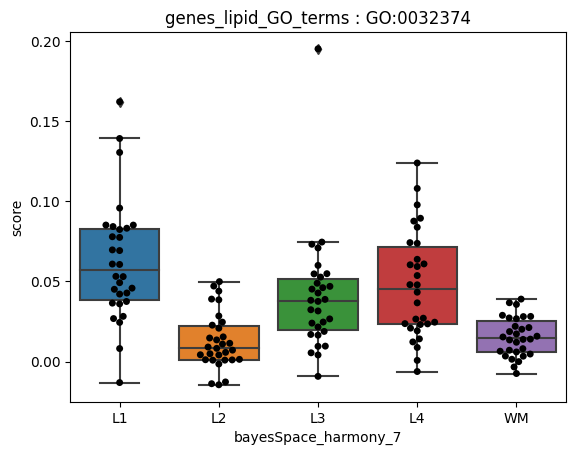 genes_lipid_GO_terms : GO:0032374
0.20
0.15
0.10
0.05
0.00
score
L1 L2 L3 L4 WM
bayesSpace_harmony_7